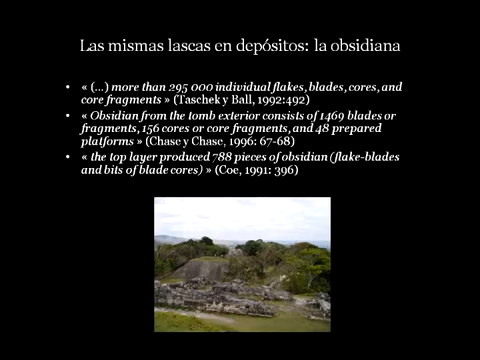 Las mismas lascas en depósitos: la obsidiana
• « (...) more than 295 000 individual flakes, blades, cores, and
core fragments » (Taschek y Ball, 1992:492)
• « Obsidian from the tomb exterior consists of 1469 blades or
fragments, 156 cores or core fragments, and 48 prepared
platforms » (Chase y Chase, 1996: 67-68)
• « the top layer produced 788 pieces of obsidian (flake-blades
and bits of blade cores) » (Coe, 1991: 396)